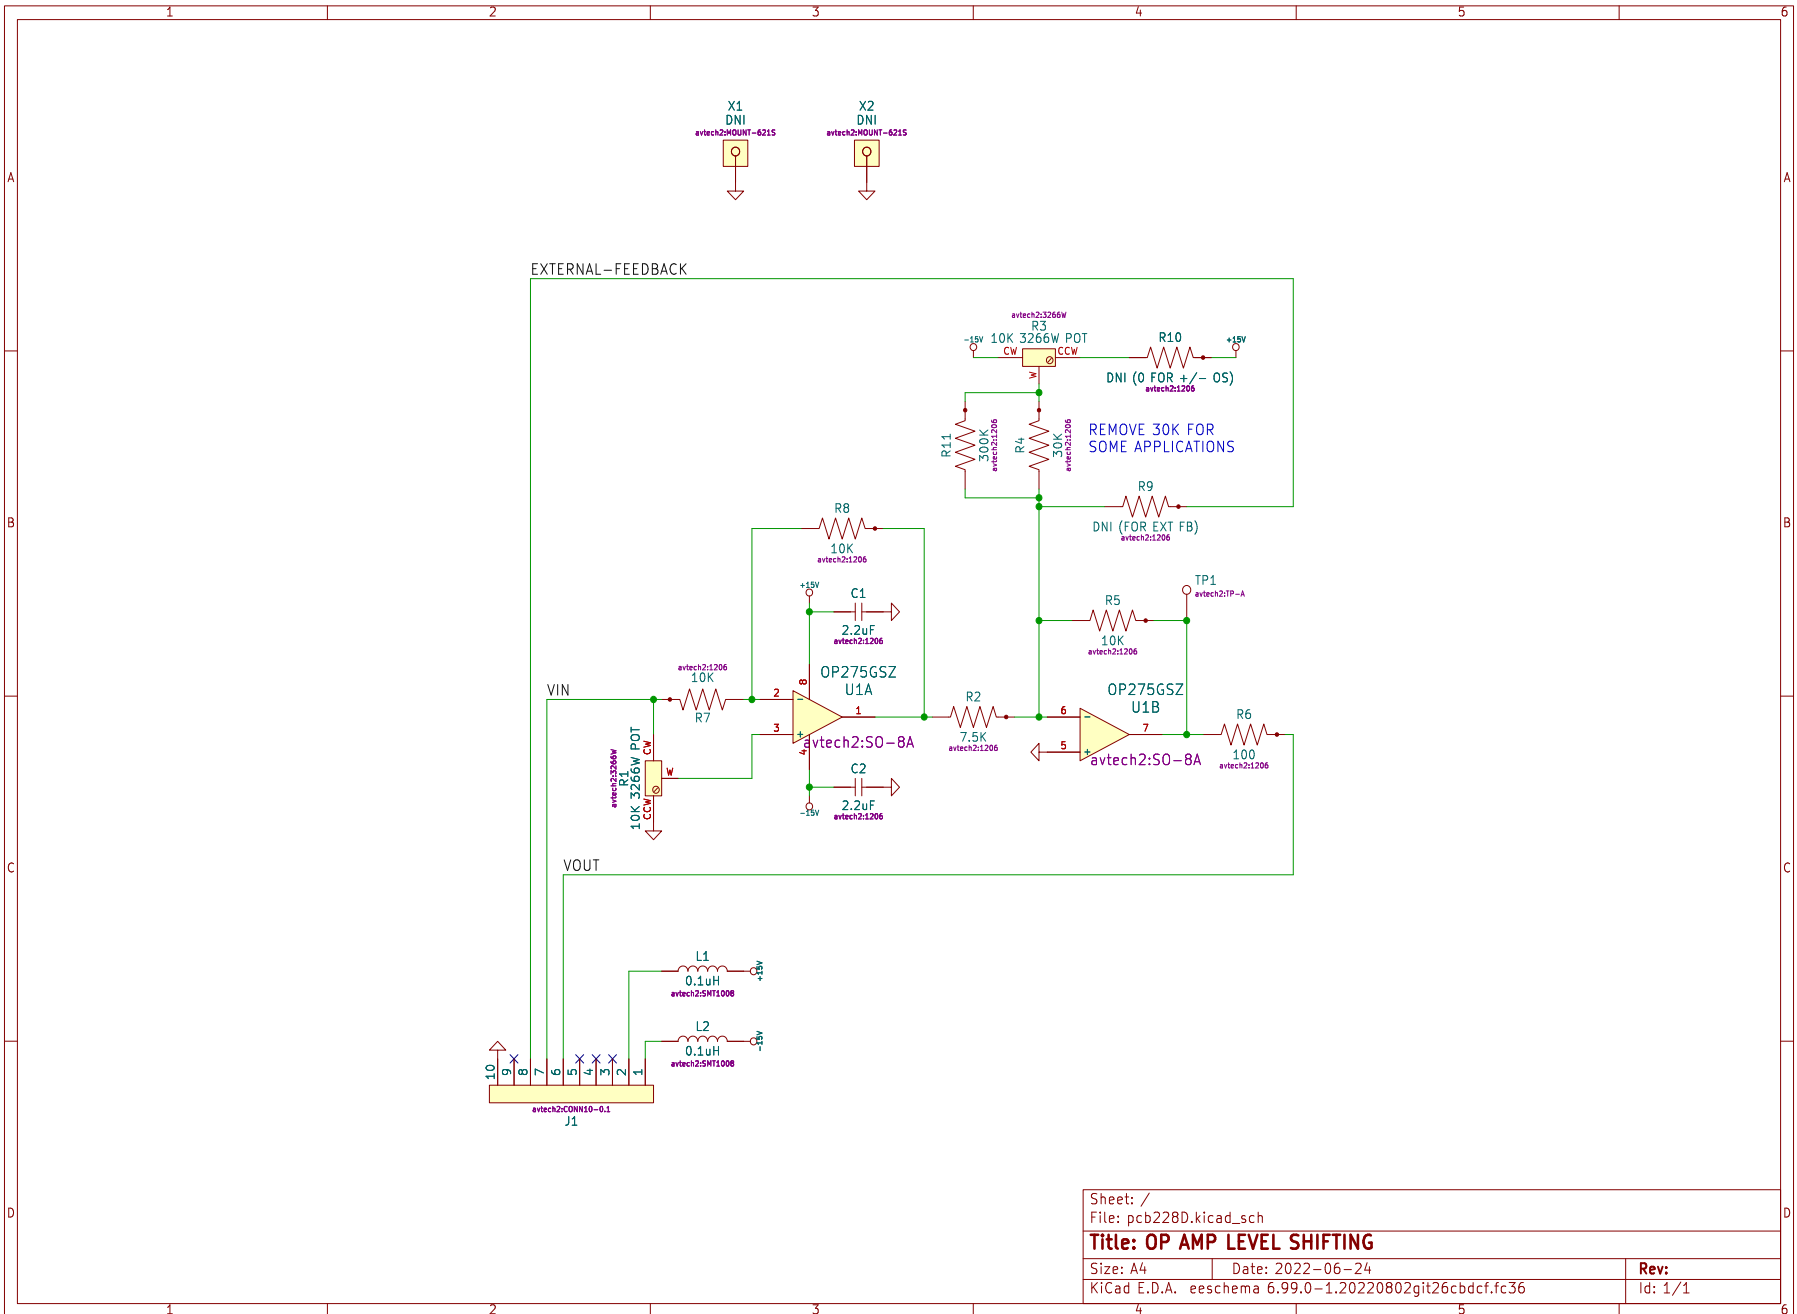 1 2 3 4 5 6
X1
DNI
avtech2:MOUNT-621S
X2
DNI
avtech2:MOUNT-621S
A
A
EXTERNAL-FEEDBACK
avtech2:3266W
R3
10K 3266W POT
-15V
CW
CCW
W
R10
+15V
DNI (0 FOR +/- OS)
avtech2:1206
R11
300K
avtech2:1206
R4
30K
avtech2:1206
REMOVE 30K FOR
SOME APPLICATIONS
R9
DNI (FOR EXT FB)
avtech2:1206
B
B
R8
10K
avtech2:1206
+15V
C1
2.2uF
avtech2:1206
TP1
avtech2:TP-A
R5
10K
avtech2:1206
OP275GSZ
U1A
8
2
-
3
+
1
4
avtech2:SO-8A
VIN
avtech2:1206
10K
R7
R2
7.5K
avtech2:1206
OP275GSZ
U1B
6
-
5
+
7
avtech2:SO-8A
R6
100
avtech2:1206
avtech2:3266W
R1
10K 3266W POT
CW
W
CCW
C2
2.2uF
avtech2:1206
-15V
C
C
VOUT
L1
0.1uH
avtech2:SMT1008
+15V
L2
0.1uH
avtech2:SMT1008
-15V
10 9 8 7 6 5 4 3 2 1
avtech2:CONN10-0.1
J1
D
D
Sheet: /
File: pcb228D.kicad_sch
Title: OP AMP LEVEL SHIFTING
Size: A4 Date: 2022-06-24 Rev:
KiCad E.D.A. eeschema 6.99.0-1.20220802git26cbdcf.fc36 Id: 1/1
1 2 3 4 5 6